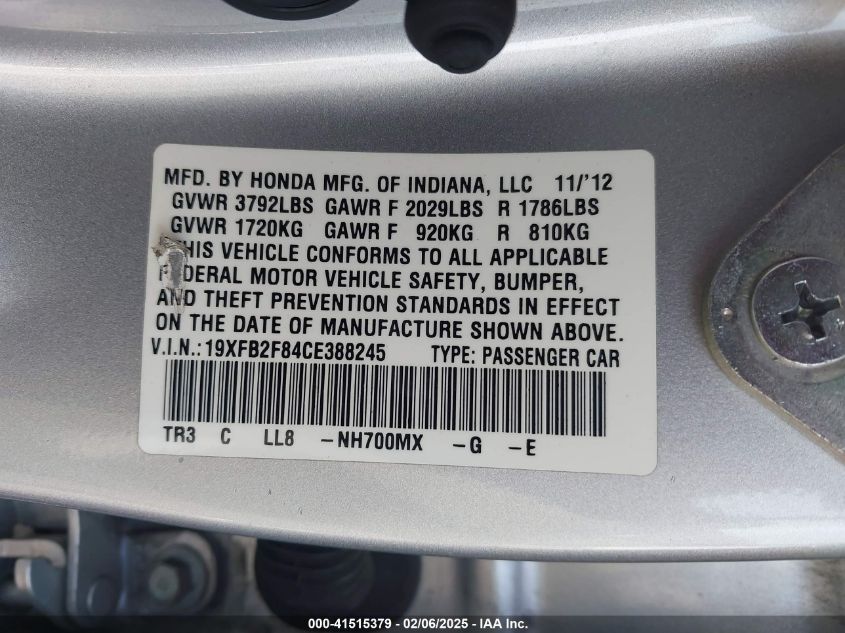 MFD. BY HONDA MFG. OF INDIANA, LLC 11/'12
GVWR 3792LBS GAWR F 2029LBS R 1786LBS
GVWR 1720KG GAWR F 920KG R 810KG
THIS VEHICLE CONFORMS TO ALL APPLICABLE
FEDERAL MOTOR VEHICLE SAFETY, BUMPER,
AND THEFT PREVENTION STANDARDS IN EFFECT
ON THE DATE OF MANUFACTURE SHOWN ABOVE.
V.I.N.:19XFB2F84CE388245 TYPE: PASSENGER CAR
TR3 C LL8 -NH700MX -G -E
000-41515379 - 02/06/2025 - © IAA Inc.